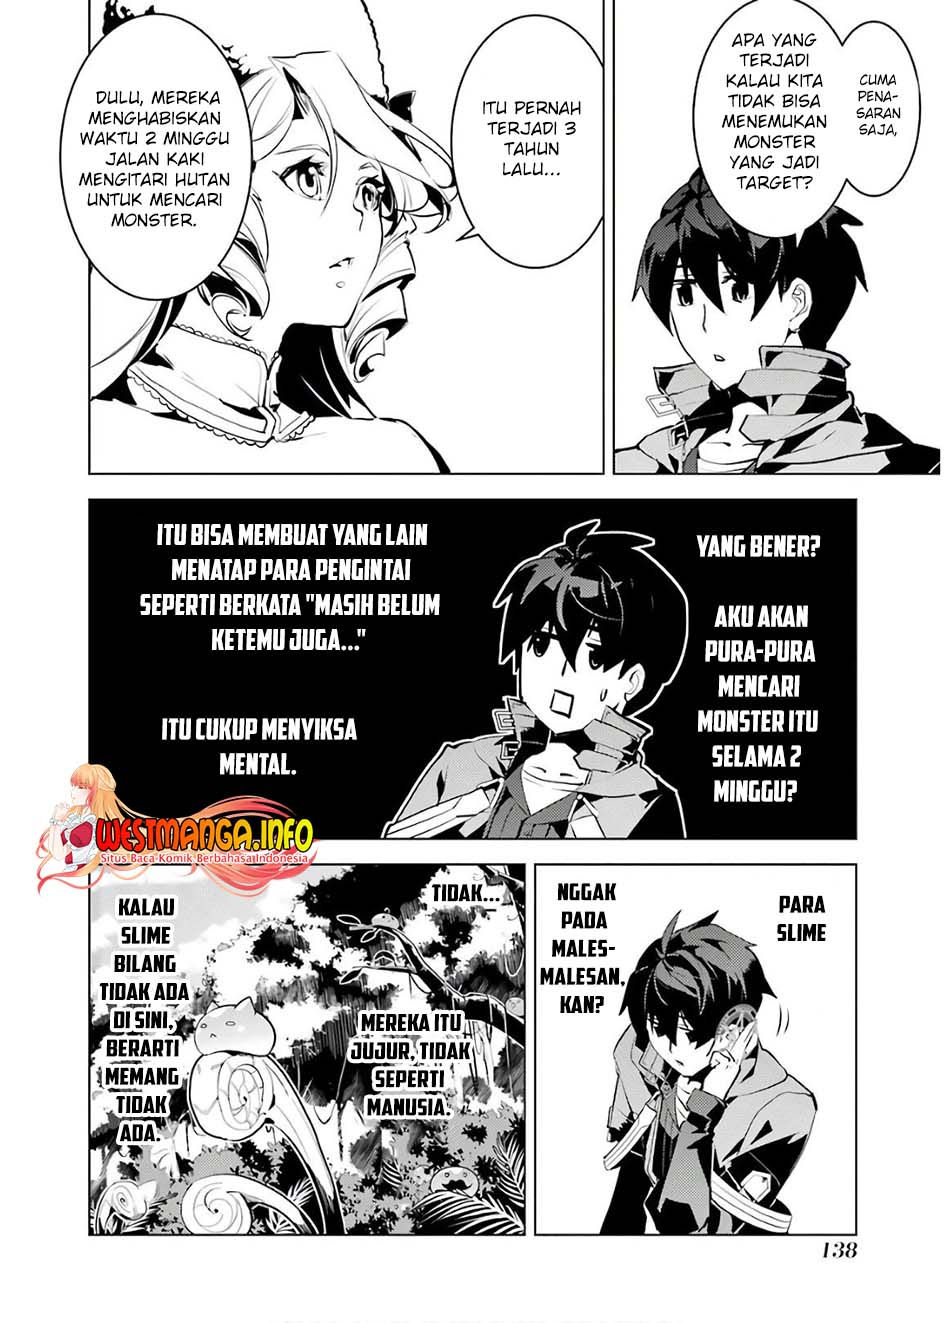 CUMA
PENA-
SARAN
SAJA,
APA YANG
TERJADI
KALAU KITA
TIDAK BISA
MENEMUKAN
MONSTER
YANG JADI
TARGET?
ITU PERNAH
TERJADI 3
TAHUN
LALU...
DULU, MEREKA
MENGHABISKAN
WAKTU 2 MINGGU
JALAN KAKI
MENGITARI HUTAN
UNTUK MENCARI
MONSTER.
YANG BENER?
AKU AKAN
PURA-PURA
MENCARI
MONSTER ITU
SELAMA 2
MINGGU?
ITU BISA MEMBUAT YANG LAIN
MENATAP PARA PENGINTAI
SEPERTI BERKATA "MASIH BELUM
KETEMU JUGA..."
ITU CUKUP MENYIKSA
MENTAL.
WESTMANGA.INFO
Situs Baca Komik Berbahasa Indonesia
PARA
SLIME
NGGAK
PADA
MALES-
MALESAN,
KAN?
TIDAK...
MEREKA ITU
JUJUR, TIDAK
SEPERTI
MANUSIA.
KALAU
SLIME
BILANG
TIDAK ADA
DI SINI,
BERARTI
MEMANG
TIDAK
ADA.
138